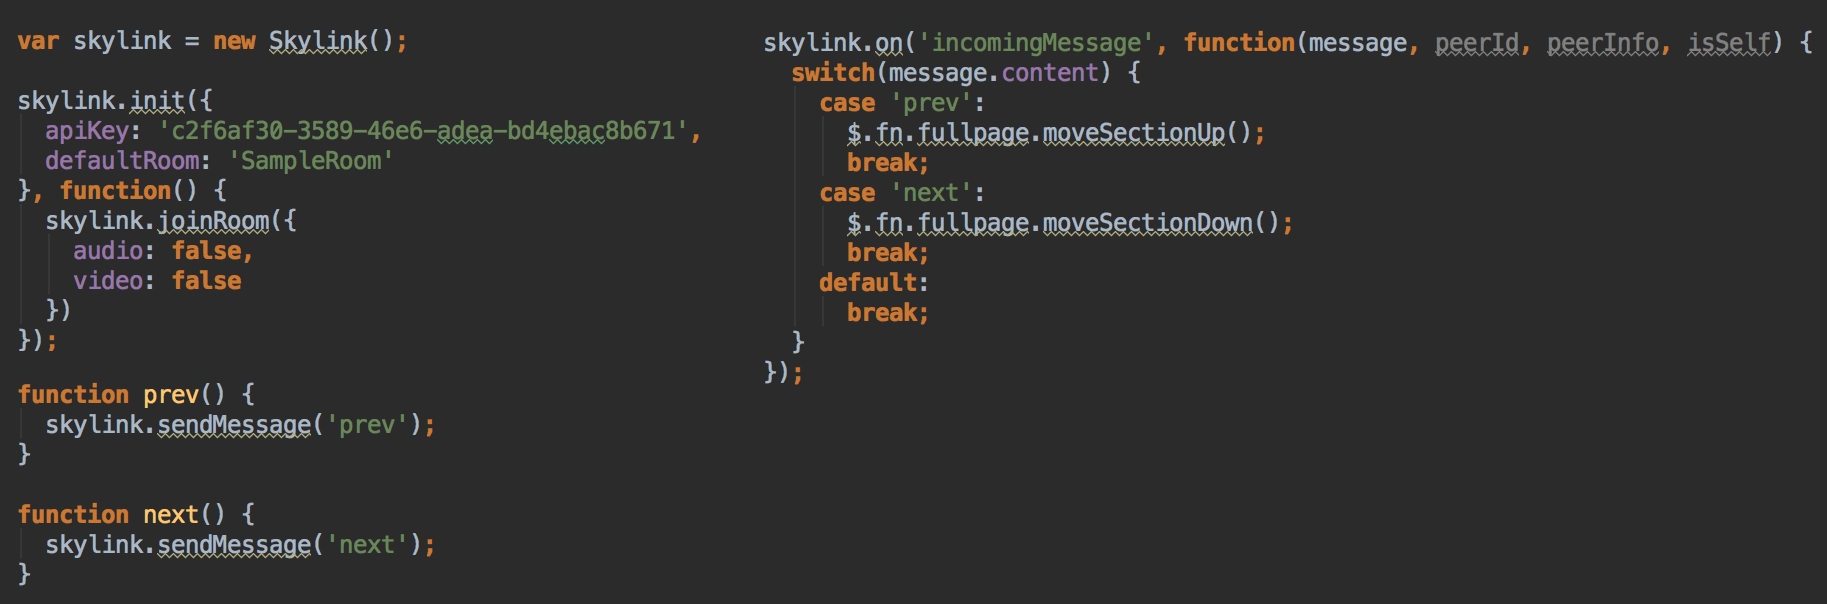 var skylink = new Skylink();
skylink.init({
apiKey: 'c2f6af30-3589-46e6-adea-bd4ebac8b671',
defaultRoom: 'SampleRoom'
}, function() {
skylink.joinRoom({
audio: false,
video: false
})
});
function prev() {
skylink.sendMessage('prev');
}
function next() {
skylink.sendMessage('next');
}
skylink.on('incomingMessage', function(message, peerId, peerInfo, isSelf) {
switch(message.content) {
case 'prev':
$.fn.fullpage.moveSectionUp();
break;
case 'next':
$.fn.fullpage.moveSectionDown();
break;
default:
break;
}
});